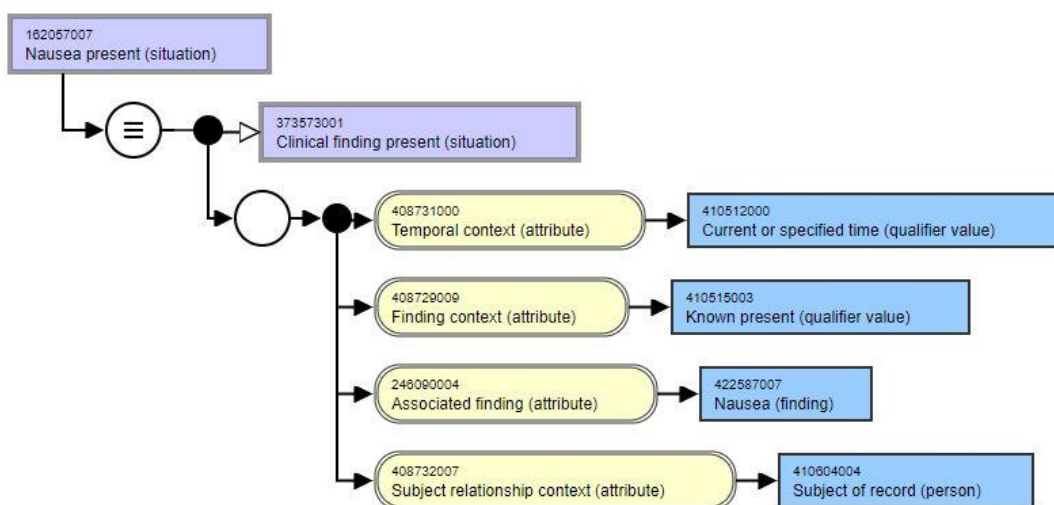 162057007
Nausea present (situation)
373573001
Clinical finding present (situation)
408731000
Temporal context (attribute)
410512000
Current or specified time (qualifier value)
408729009
Finding context (attribute)
410515003
Known present (qualifier value)
246090004
Associated finding (attribute)
422587007
Nausea (finding)
408732007
Subject relationship context (attribute)
410604004
Subject of record (person)